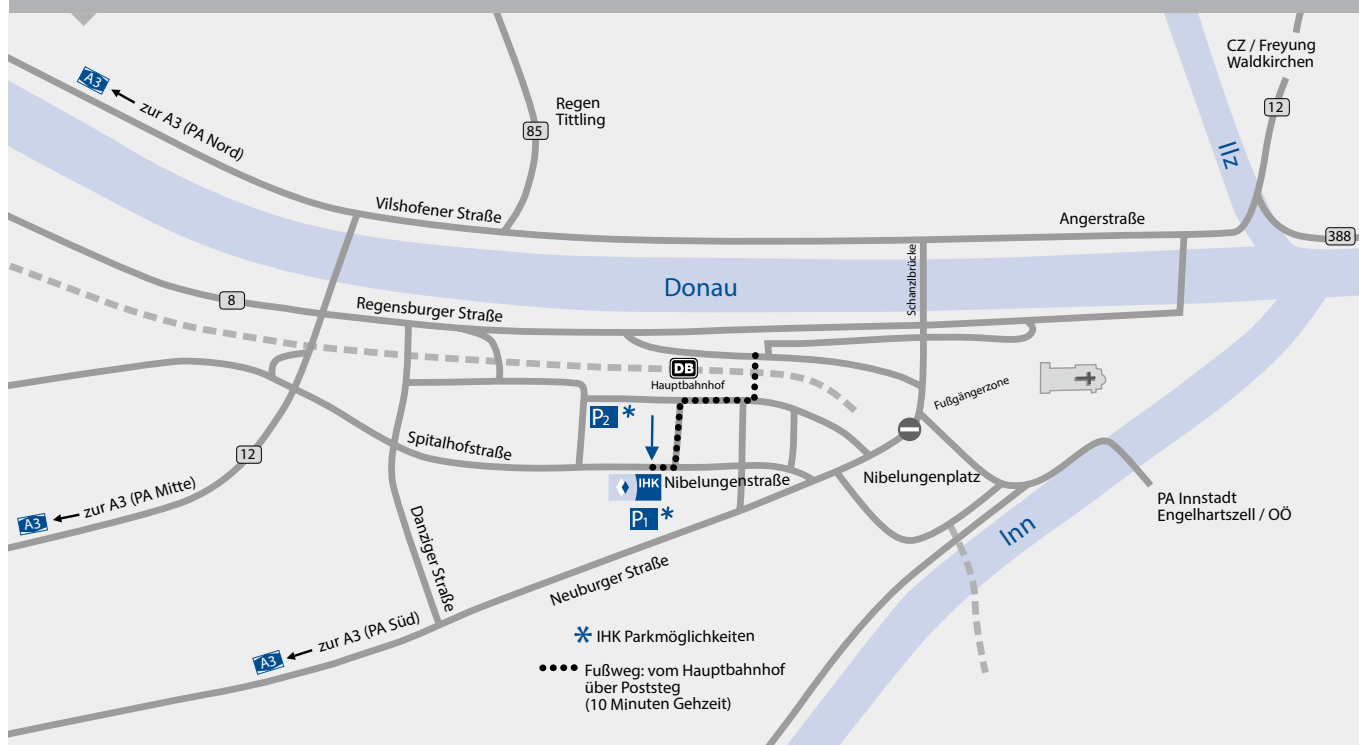 CZ / Freyung
Waldkirchen
A3
zur A3 (PA Nord)
Regen
Tittling
12
85
Ilz
Vilshofener Straße
Angerstraße
388
Schanzlbrücke
Donau
8
Regensburger Straße
DB
Hauptbahnhof
Fußgängerzone
P2 *
Spitalhofstraße
12
IHK
Nibelungenstraße
Nibelungenplatz
P1 *
PA Innstadt
Engelhartszell / OÖ
A3
zur A3 (PA Mitte)
Danziger Straße
Inn
Neuburger Straße
A3
zur A3 (PA Süd)
* IHK Parkmöglichkeiten
Fußweg: vom Hauptbahnhof
über Poststeg
(10 Minuten Gehzeit)